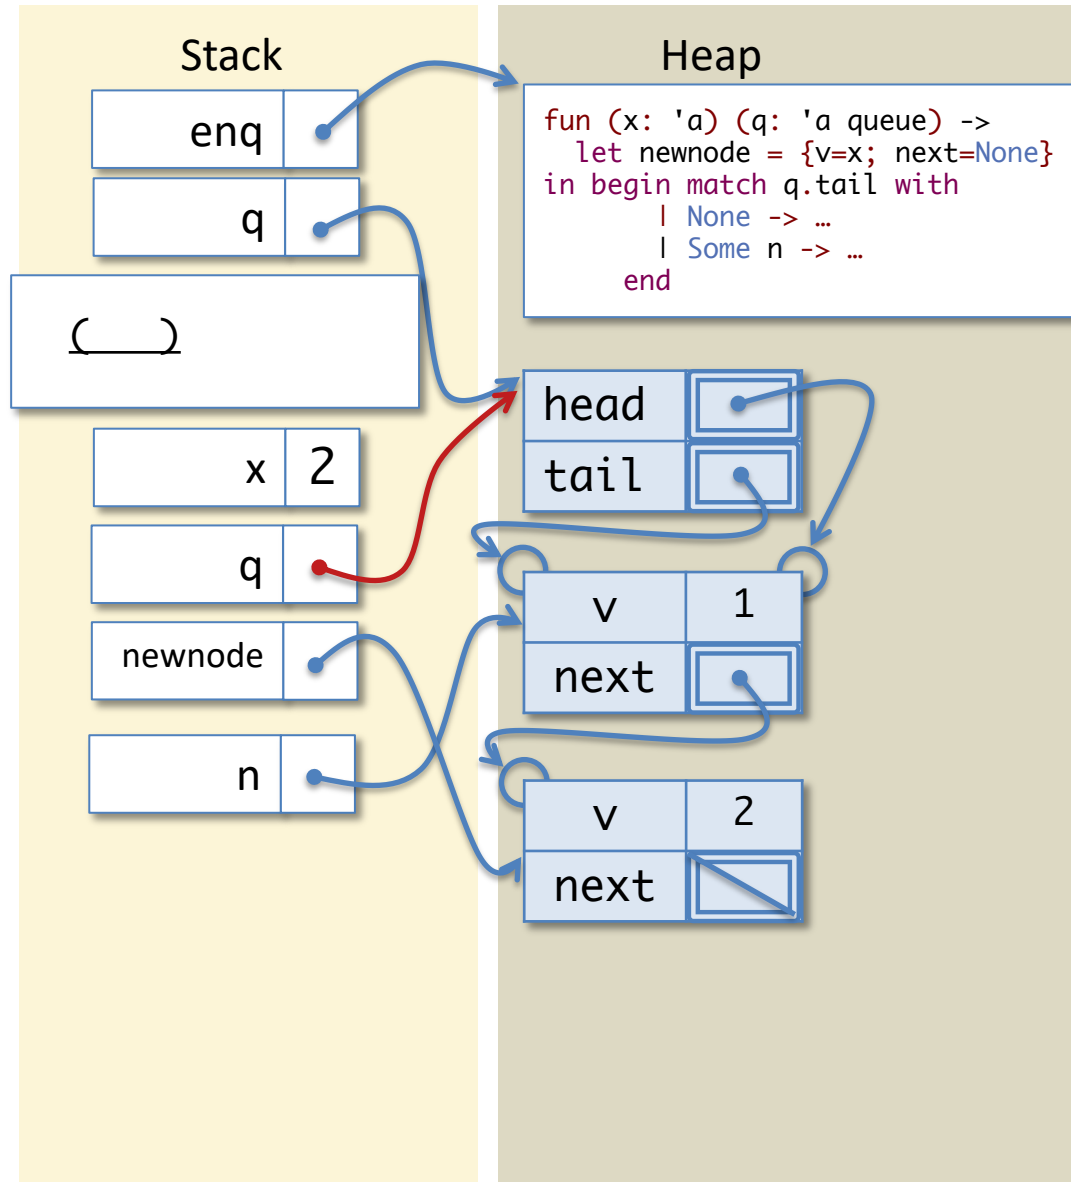 Stack
Heap
enq
q
(___)
x 2
q
newnode
n
fun (x: 'a) (q: 'a queue) ->
let newnode = {v=x; next=None}
in begin match q.tail with
| None -> …
| Some n -> …
end
head
tail
v 1
next
v 2
next